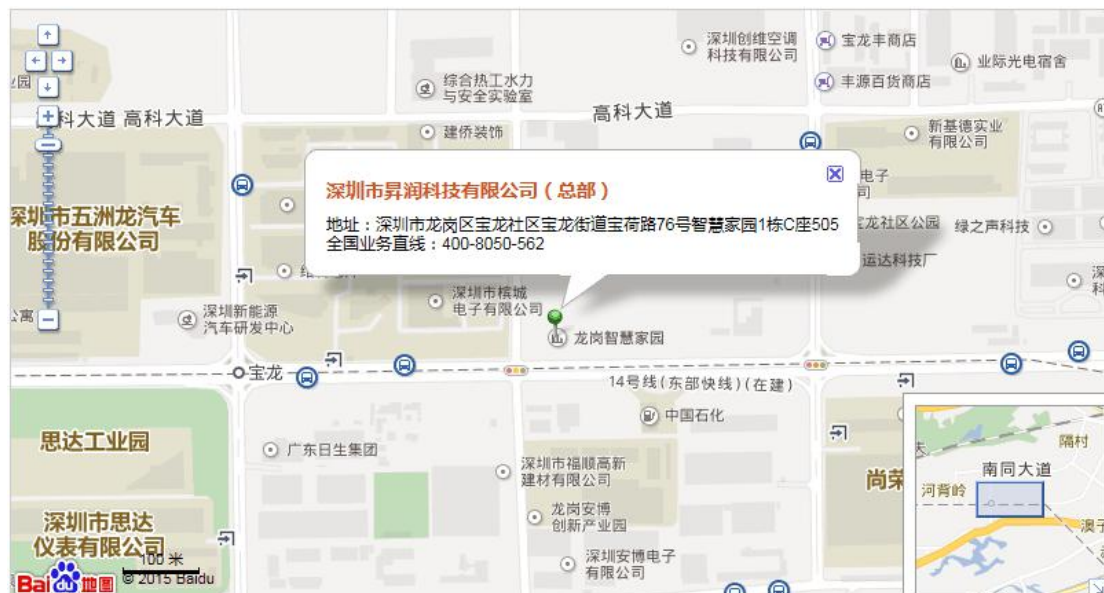 深圳创维空调
科技有限公司
宝龙丰商店
业际光电宿舍
丰源百货商店
综合热工水力
与安全实验室
科大道 高科大道
高科大道
建侨装饰
新基德实业
有限公司
深圳市昇润科技有限公司（总部）
地址：深圳市龙岗区宝龙社区宝龙街道宝荷路76号智慧家园1栋C座505
全国业务直线：400-8050-562
电子
司
龙社区公园
绿之声科技
运达科技厂
深圳市五洲龙汽车
股份有限公司
深圳市槟城
电子有限公司
深圳新能源
汽车研发中心
龙岗智慧家园
宝龙
14号线(东部快线)(在建)
中国石化
思达工业园
广东日生集团
深圳市福顺高新
建材有限公司
尚荣
龙岗安博
创新产业园
深圳市思达
仪表有限公司
深圳安博电子
有限公司
隔村
南同大道
河背岭
澳子
100 米
© 2015 Baidu
Bai du 地图